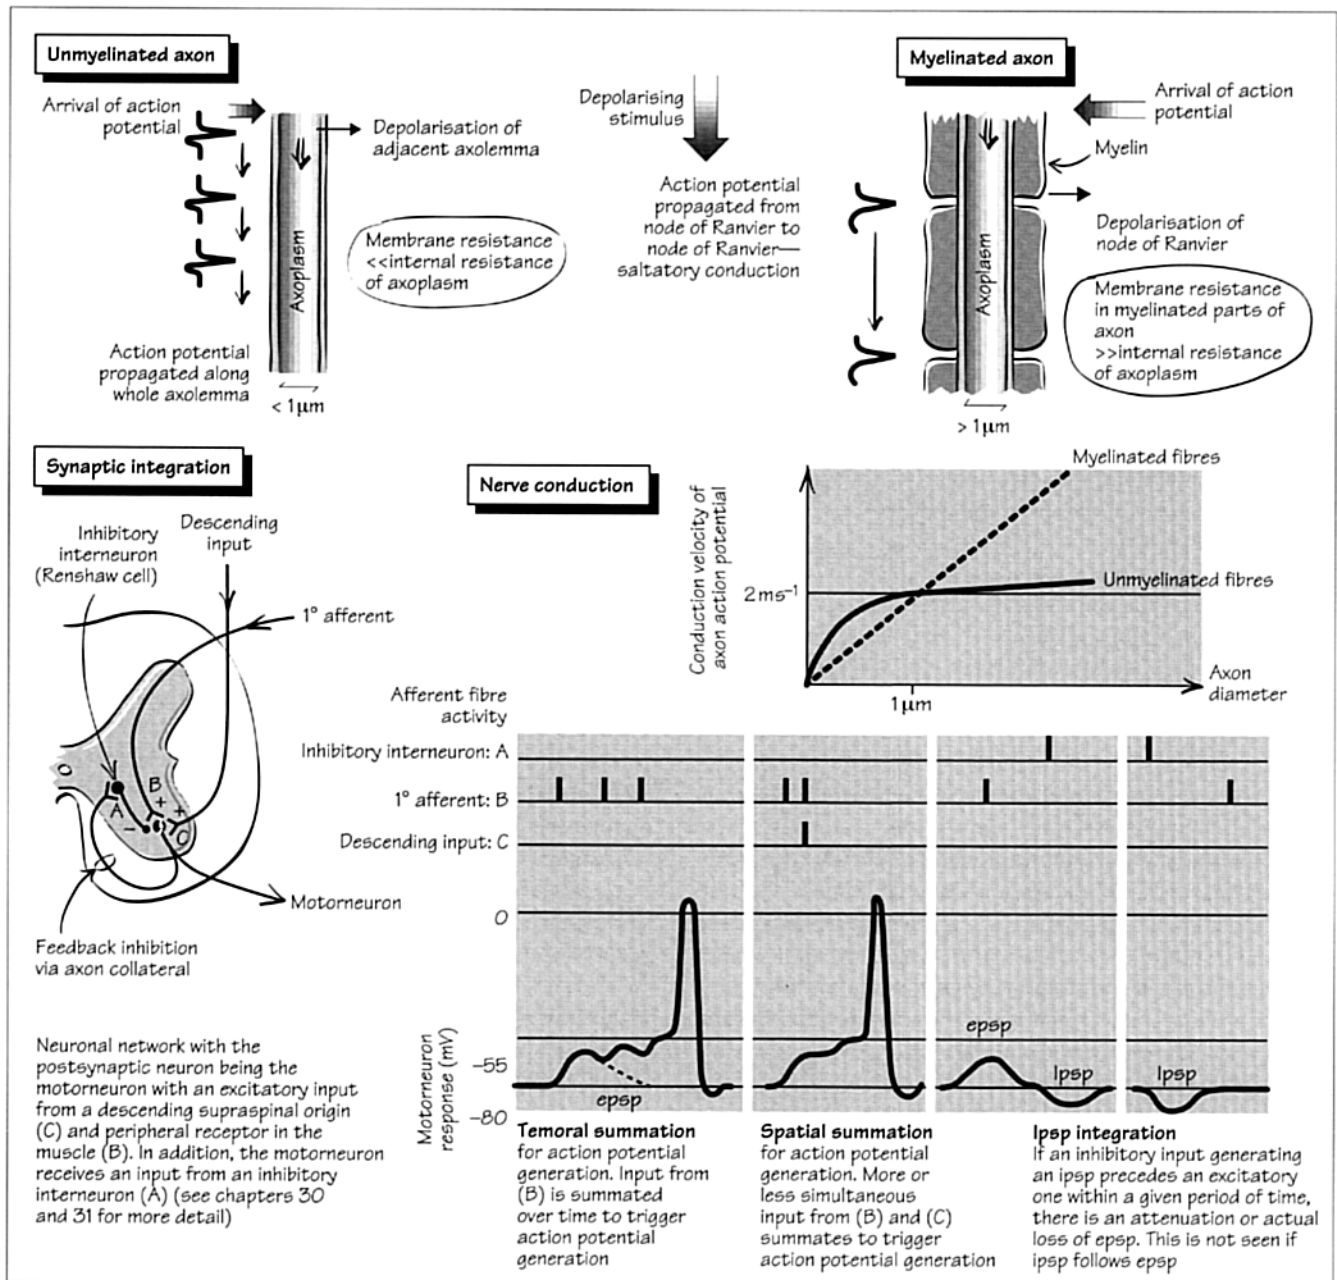 Unmyelinated axon
Arrival of action
potential
Depolarisation of
adjacent axolemma
Axoplasm
Membrane resistance
<<internal resistance
of axoplasm
Action potential
propagated along
whole axolemma
< 1μm
Depolarising
stimulus
Action potential
propagated from
node of Ranvier to
node of Ranvier—
saltatory conduction
Myelinated axon
Arrival of action
potential
Myelin
Depolarisation of
node of Ranvier
Axoplasm
Membrane resistance
in myelinated parts of
axon
>>internal resistance
of axoplasm
> 1μm
Synaptic integration
Inhibitory
interneuron
(Renshaw cell)
Descending
input
1° afferent
A
B
+
+
C
−
Motorneuron
Feedback inhibition
via axon collateral
Neuronal network with the
postsynaptic neuron being the
motorneuron with an excitatory input
from a descending supraspinal origin
(C) and peripheral receptor in the
muscle (B). In addition, the motorneuron
receives an input from an inhibitory
interneuron (A) (see chapters 30
and 31 for more detail)
Nerve conduction
Conduction velocity of
axon action potential
Myelinated fibres
2ms⁻¹
Unmyelinated fibres
Axon
diameter
1μm
Afferent fibre
activity
Inhibitory interneuron: A
1° afferent: B
Descending input: C
0
Motorneuron
response (mV)
−55
−80
epsp
epsp
Ipsp
Ipsp
Temoral summation
for action potential
generation. Input from
(B) is summated
over time to trigger
action potential
generation
Spatial summation
for action potential
generation. More or
less simultaneous
input from (B) and (C)
summates to trigger
action potential generation
Ipsp integration
If an inhibitory input generating
an ipsp precedes an excitatory
one within a given period of time,
there is an attenuation or actual
loss of epsp. This is not seen if
ipsp follows epsp